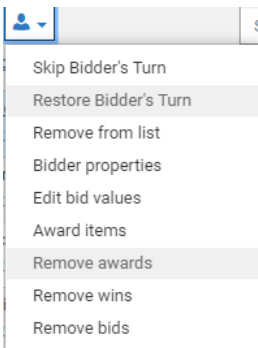 Skip Bidder's Turn
Restore Bidder's Turn
Remove from list
Bidder properties
Edit bid values
Award items
Remove awards
Remove wins
Remove bids